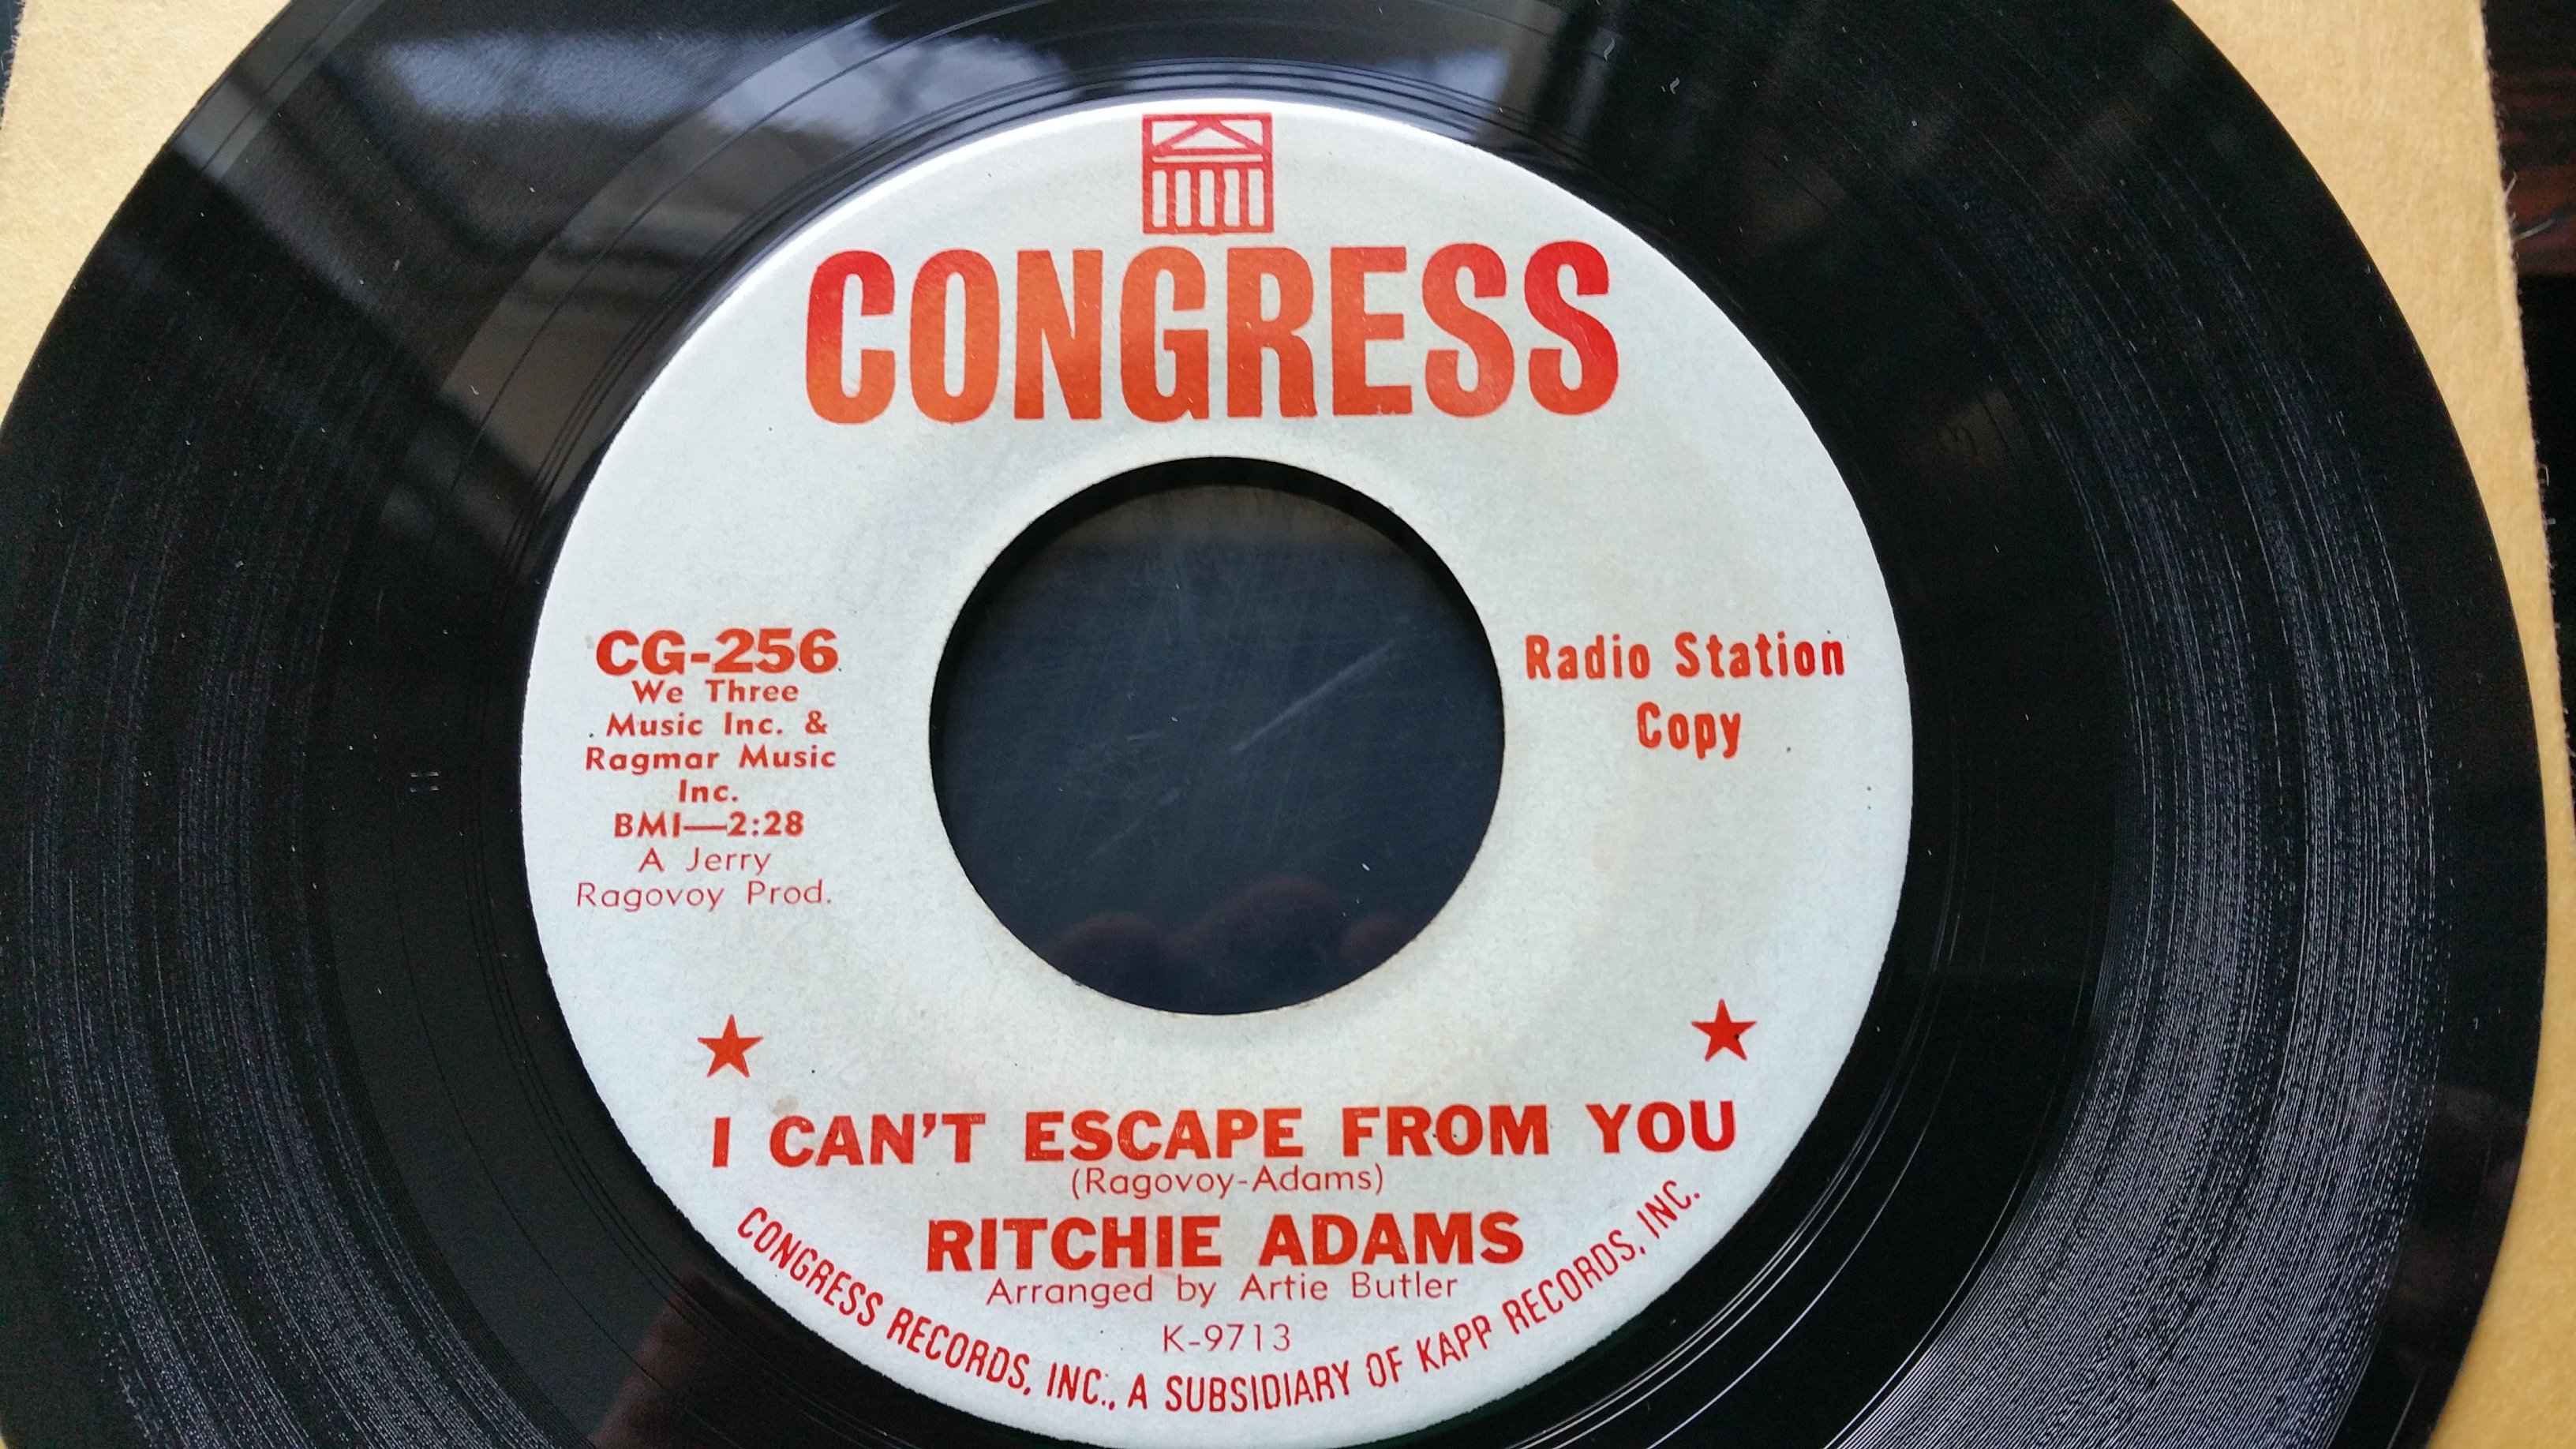 CONGRESS
CG-256
We Three
Music Inc. &
Ragmar Music
Inc.
BMI—2:28
A Jerry
Ragovoy Prod.
Radio Station
Copy
I CAN'T ESCAPE FROM YOU
(Ragovoy-Adams)
RITCHIE ADAMS
Arranged by Artie Butler
K-9713
CONGRESS RECORDS, INC., A SUBSIDIARY OF KAPP RECORDS, INC.